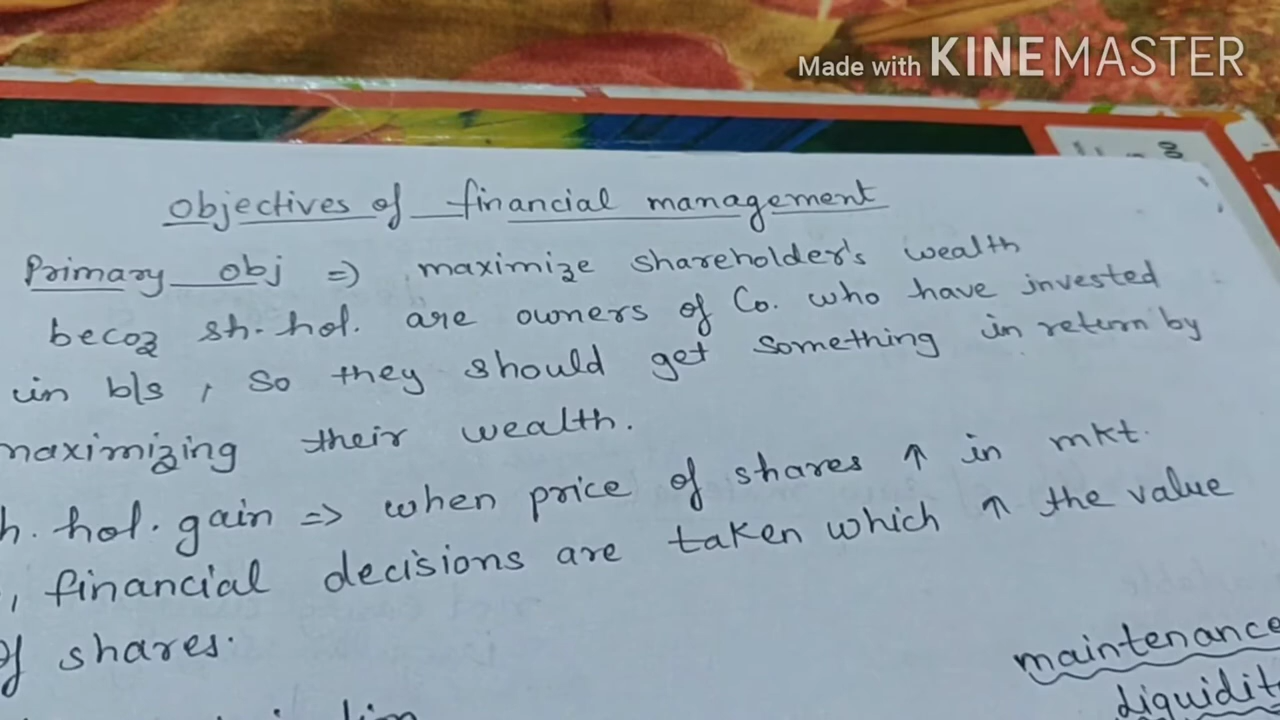 Made with KINEMASTER
Objectives of financial management
Primary obj => maximize shareholder's wealth
becoz sh. hol. are owners of Co. who have invested
in b/s, so they should get something in return by
maximizing their wealth.
h. hol. gain => when price of shares ↑ in mkt.
, financial decisions are taken which ↑ the value
of shares.
maintenance